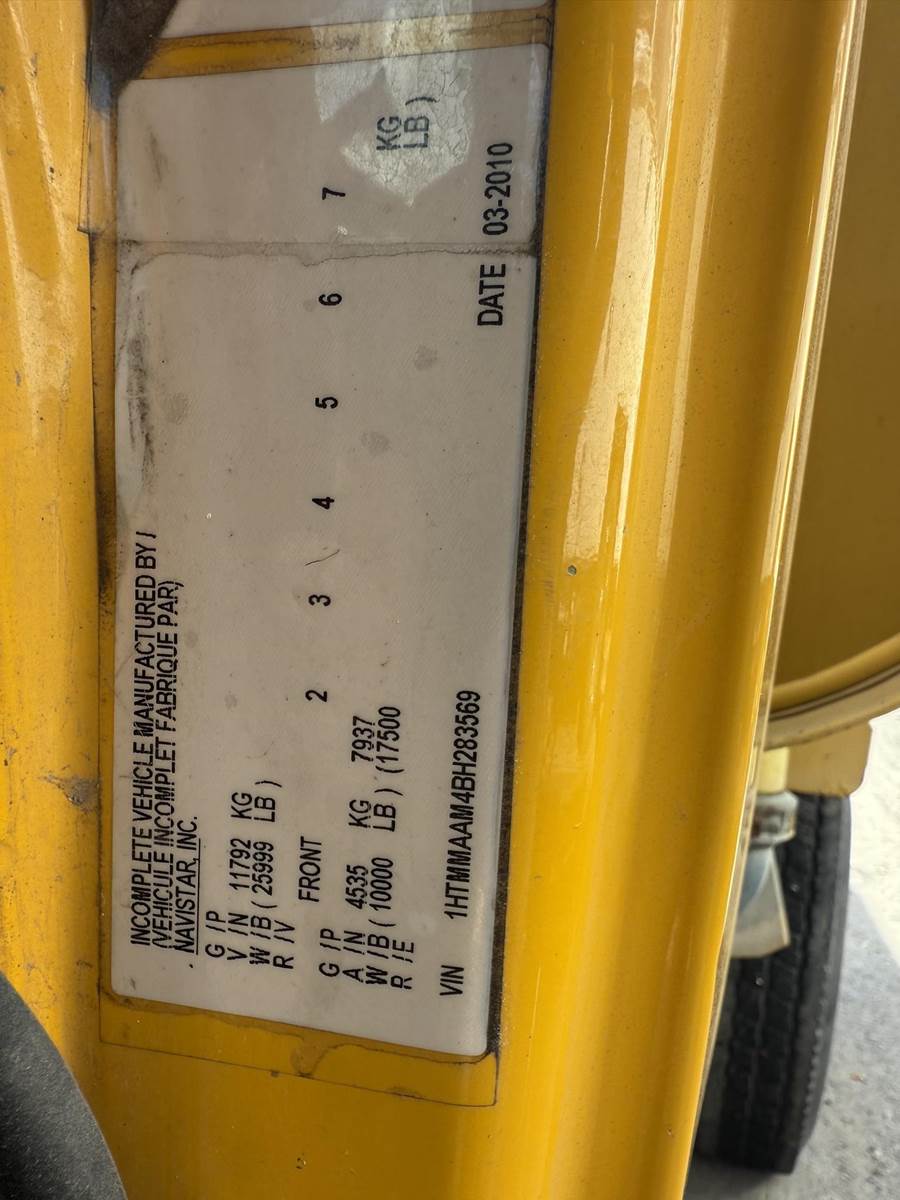 INCOMPLETE VEHICLE MANUFACTURED BY /
(VEHICULE INCOMPLET FABRIQUE PAR)
NAVISTAR, INC.
G /P
V /N 11792 KG
W /B ( 25999 LB )
R /V
FRONT 2 3 4 5 6 7
G /P
A /N 4535 KG 7937 KG
W /B ( 10000 LB ) (17500 LB )
R /E
VIN 1HTMMAAM4BH283569 DATE 03-2010